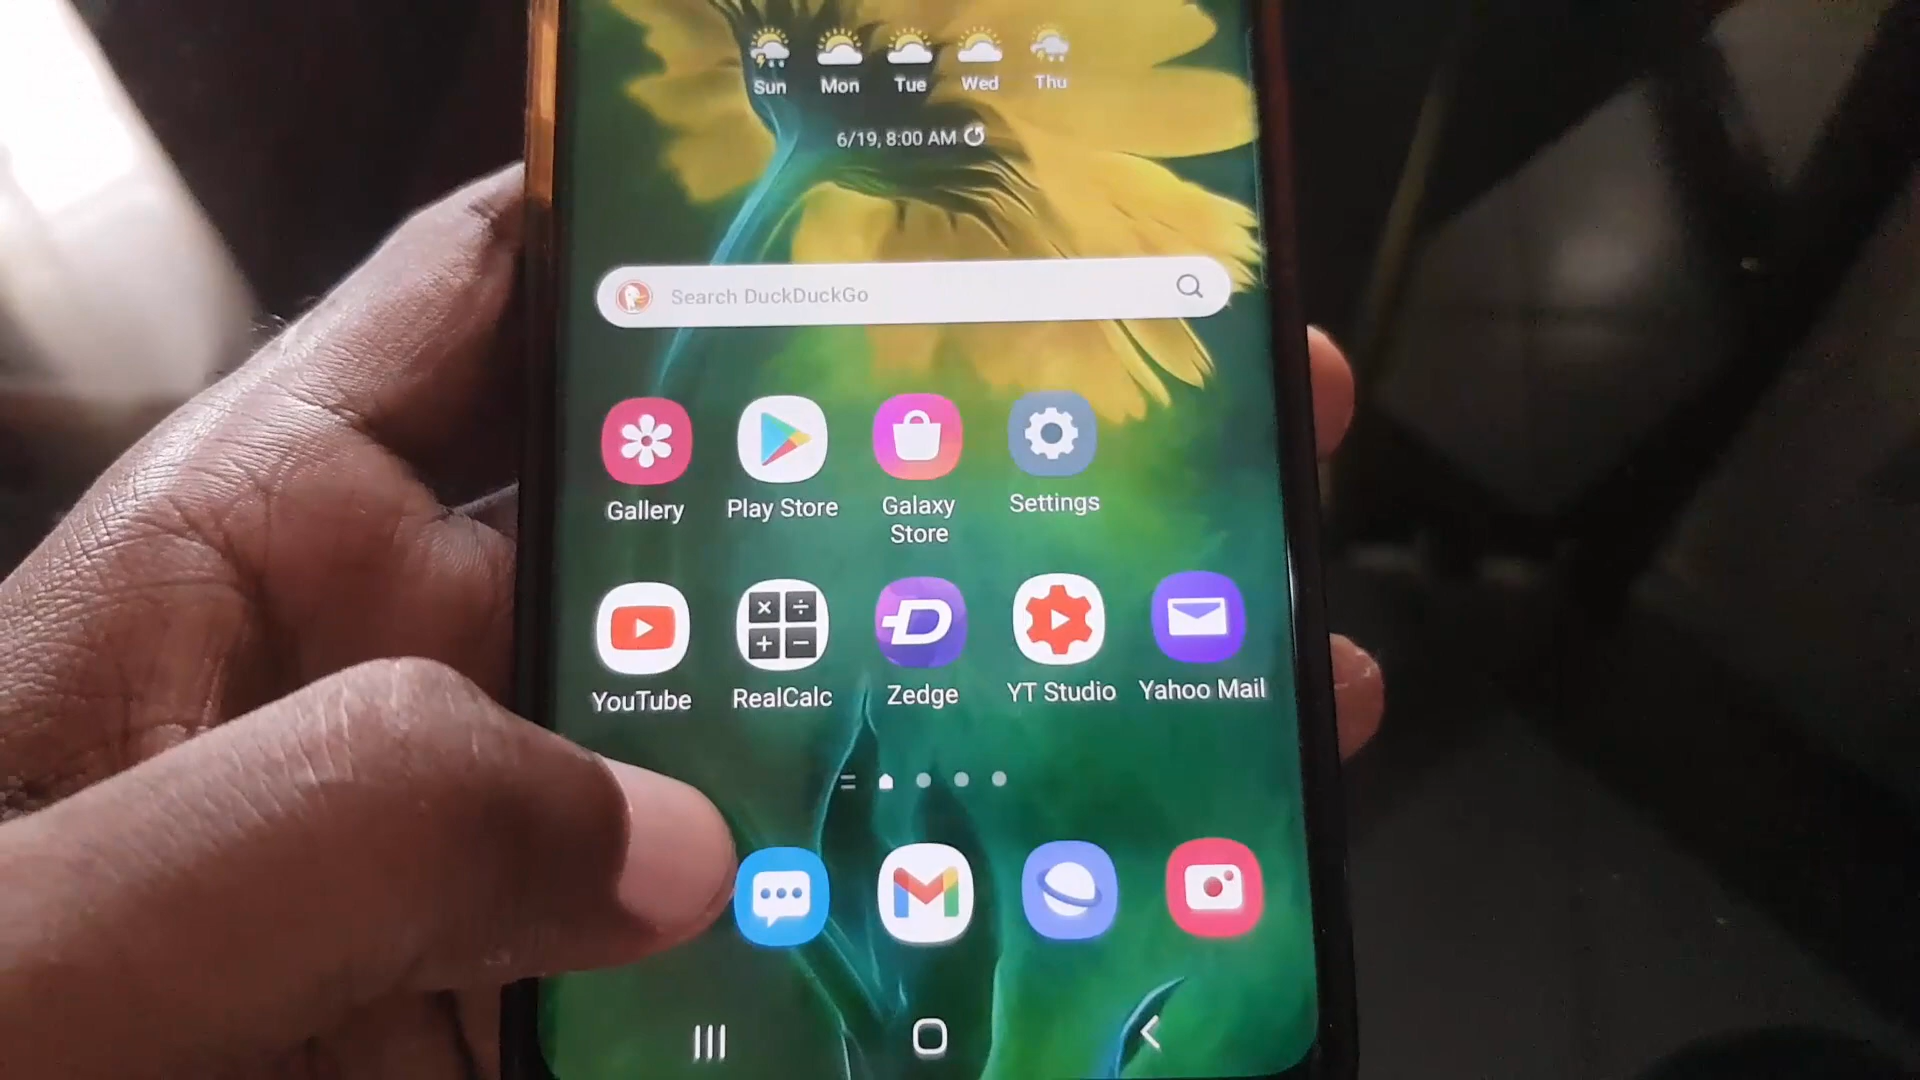 Sun Mon Tue Wed Thu
6/19, 8:00 AM
Search DuckDuckGo
Gallery Play Store Galaxy Store Settings
YouTube RealCalc Zedge YT Studio Yahoo Mail